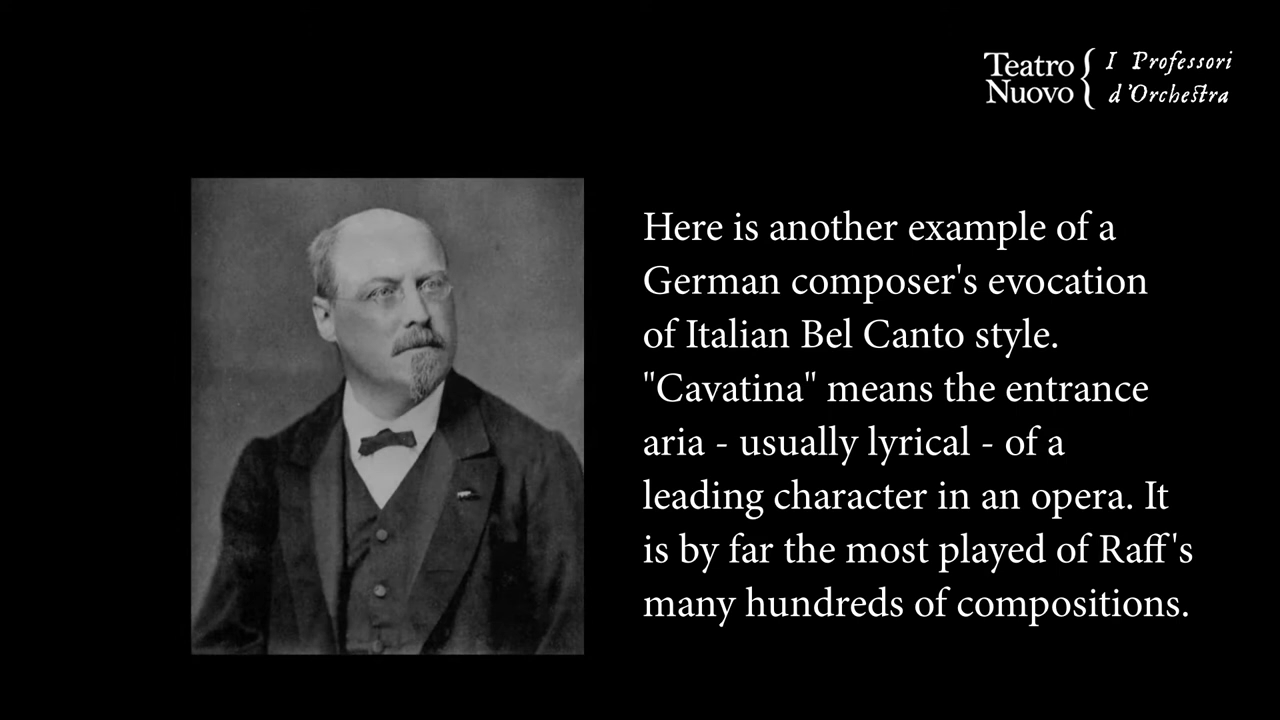 Teatro
Nuovo
I Professori
d'Orchestra
Here is another example of a
German composer's evocation
of Italian Bel Canto style.
"Cavatina" means the entrance
aria - usually lyrical - of a
leading character in an opera. It
is by far the most played of Raff's
many hundreds of compositions.